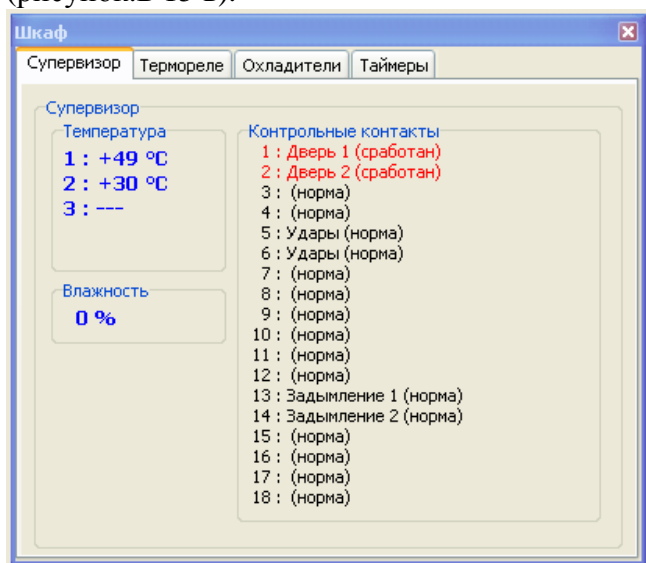 Шкаф
Супервизор Термореле Охладители Таймеры
Супервизор
Температура
1 : +49 ºC
2 : +30 ºC
3 : ---
Влажность
0 %
Контрольные контакты
1 : Дверь 1 (сработан)
2 : Дверь 2 (сработан)
3 : (норма)
4 : (норма)
5 : Удары (норма)
6 : Удары (норма)
7 : (норма)
8 : (норма)
9 : (норма)
10 : (норма)
11 : (норма)
12 : (норма)
13 : Задымление 1 (норма)
14 : Задымление 2 (норма)
15 : (норма)
16 : (норма)
17 : (норма)
18 : (норма)